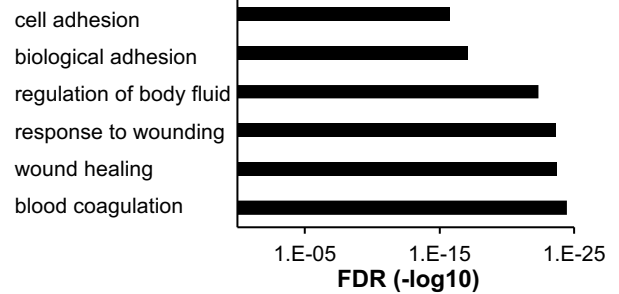 cell adhesion
biological adhesion
regulation of body fluid
response to wounding
wound healing
blood coagulation
1.E-05 1.E-15 1.E-25
FDR (-log10)